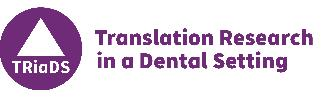 TRiaDS
Translation Research
in a Dental Setting